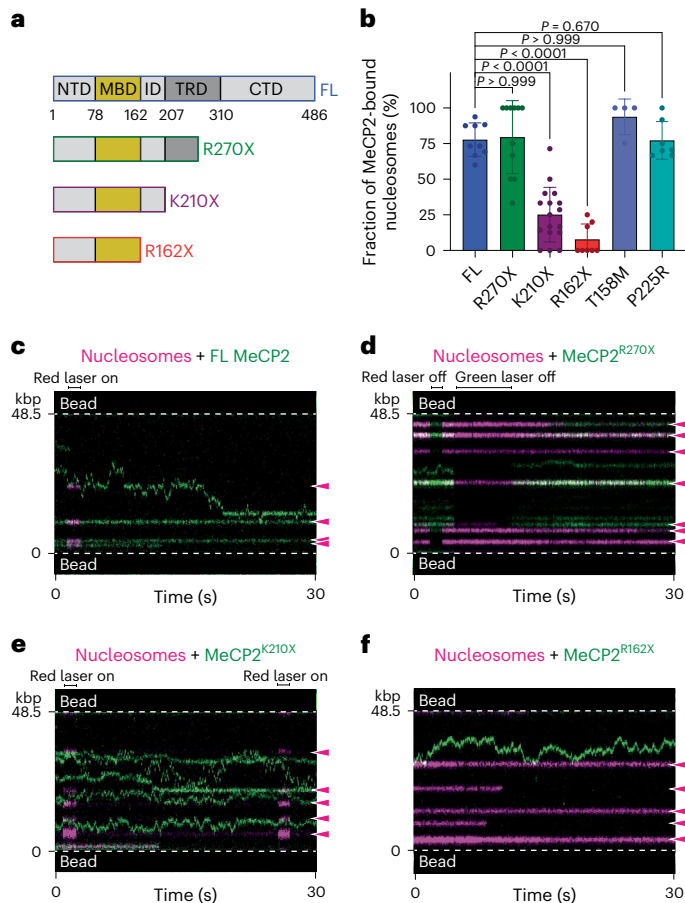 a
NTD MBD ID TRD CTD FL
1 78 162 207 310 486
R270X
K210X
R162X
b
P = 0.670
P > 0.999
P < 0.0001
P < 0.0001
P > 0.999
Fraction of MeCP2-bound
nucleosomes (%)
100
75
50
25
0
FL R270X K210X R162X T158M P225R
c
Nucleosomes + FL MeCP2
Red laser on
kbp
48.5
Bead
0
Bead
0 Time (s) 30
d
Nucleosomes + MeCP2R270X
Red laser off Green laser off
kbp
48.5
Bead
0
Bead
0 Time (s) 30
e
Nucleosomes + MeCP2K210X
Red laser on Red laser on
kbp
48.5
Bead
0
Bead
0 Time (s) 30
f
Nucleosomes + MeCP2R162X
kbp
48.5
Bead
0
Bead
0 Time (s) 30